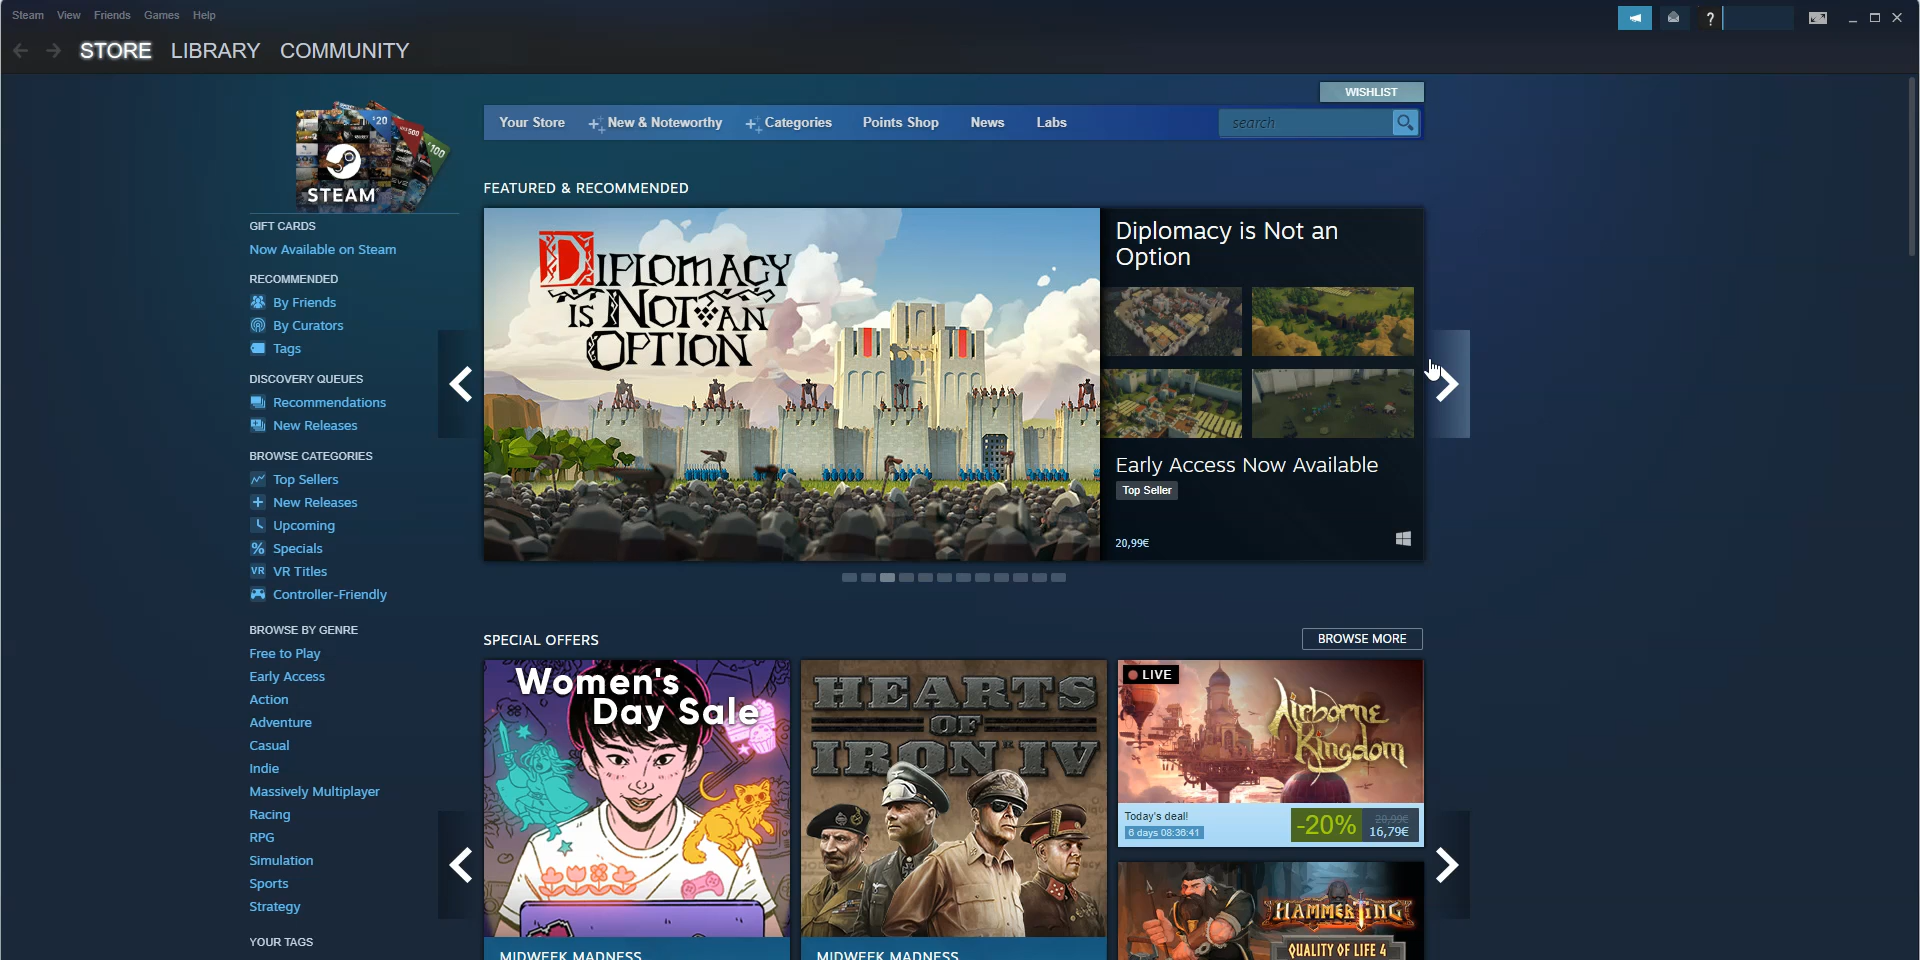 Steam View Friends Games Help
?
STORE LIBRARY COMMUNITY
WISHLIST
Your Store New & Noteworthy Categories Points Shop News Labs search
$20
$100
STEAM
GIFT CARDS
Now Available on Steam
RECOMMENDED
By Friends
By Curators
Tags
DISCOVERY QUEUES
Recommendations
New Releases
BROWSE CATEGORIES
Top Sellers
New Releases
Upcoming
% Specials
VR VR Titles
Controller-Friendly
BROWSE BY GENRE
Free to Play
Early Access
Action
Adventure
Casual
Indie
Massively Multiplayer
Racing
RPG
Simulation
Sports
Strategy
YOUR TAGS
FEATURED & RECOMMENDED
DIPLOMACY
IS NOT AN
OPTION
Diplomacy is Not an
Option
Early Access Now Available
Top Seller
20,99€
SPECIAL OFFERS
BROWSE MORE
Women's
Day Sale
MIDWEEK MADNESS
HEARTS
OF
IRON IV
MIDWEEK MADNESS
LIVE
Airborne
Kingdom
Today's deal!
6 days 08:36:41
-20%
20,99€
16,79€
HAMMERTING
QUALITY OF LIFE 4